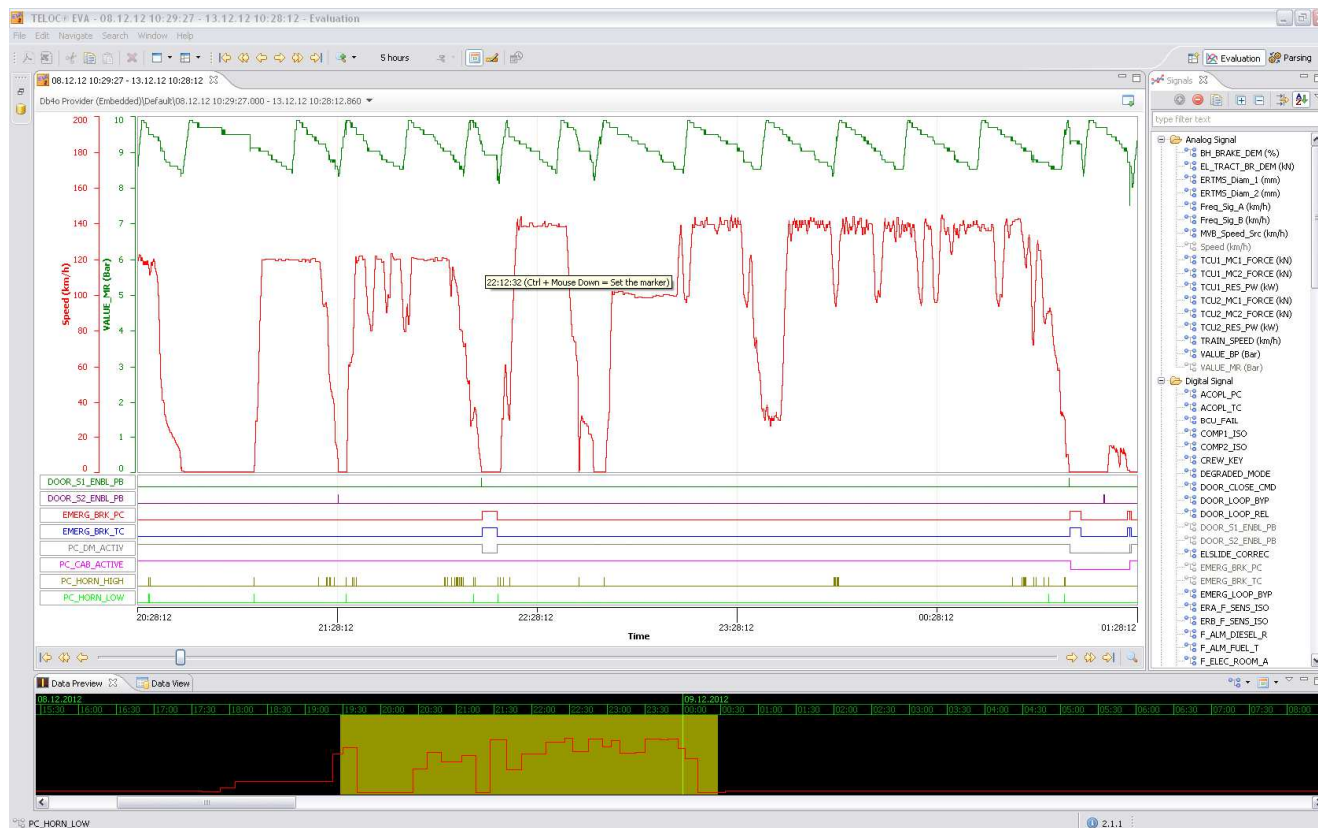 TELOC® EVA - 08.12.12 10:29:27 - 13.12.12 10:28:12 - Evaluation
File Edit Navigate Search Window Help
5 hours
Evaluation Parsing
08.12.12 10:29:27 - 13.12.12 10:28:12
Signals
Db4o Provider (Embedded)\Default\08.12.12 10:29:27.000 - 13.12.12 10:28:12.860
type filter text
200 10
180 9
160 8
140 7
120 6
100 5
80 4
60 3
40 2
20 1
0 0
Speed (km/h)
VALUE_MR (Bar)
22:12:32 (Ctrl + Mouse Down = Set the marker)
DOOR_S1_ENBL_PB
DOOR_S2_ENBL_PB
EMERG_BRK_PC
EMERG_BRK_TC
PC_DM_ACTIV
PC_CAB_ACTIVE
PC_HORN_HIGH
PC_HORN_LOW
20:28:12 21:28:12 22:28:12 23:28:12 00:28:12 01:28:12
Time
Analog Signal
BH_BRAKE_DEM (%)
EL_TRACT_BR_DEM (kN)
ERTMS_Diam_1 (mm)
ERTMS_Diam_2 (mm)
Freq_Sig_A (km/h)
Freq_Sig_B (km/h)
MVB_Speed_Src (km/h)
Speed (km/h)
TCU1_MC1_FORCE (kN)
TCU1_MC2_FORCE (kN)
TCU1_RES_PW (kW)
TCU2_MC1_FORCE (kN)
TCU2_MC2_FORCE (kN)
TCU2_RES_PW (kW)
TRAIN_SPEED (km/h)
VALUE_BP (Bar)
VALUE_MR (Bar)
Digital Signal
ACOPL_PC
ACOPL_TC
BCU_FAIL
COMP1_ISO
COMP2_ISO
CREW_KEY
DEGRADED_MODE
DOOR_CLOSE_CMD
DOOR_LOOP_BYP
DOOR_LOOP_REL
DOOR_S1_ENBL_PB
DOOR_S2_ENBL_PB
ELSLIDE_CORREC
EMERG_BRK_PC
EMERG_BRK_TC
EMERG_LOOP_BYP
ERA_F_SENS_ISO
ERB_F_SENS_ISO
F_ALM_DIESEL_R
F_ALM_FUEL_T
F_ELEC_ROOM_A
Data Preview Data View
08.12.2012 09.12.2012
15:30 16:00 16:30 17:00 17:30 18:00 18:30 19:00 19:30 20:00 20:30 21:00 21:30 22:00 22:30 23:00 23:30 00:00 00:30 01:00 01:30 02:00 02:30 03:00 03:30 04:00 04:30 05:00 05:30 06:00 06:30 07:00 07:30 08:00
PC_HORN_LOW
2.1.1